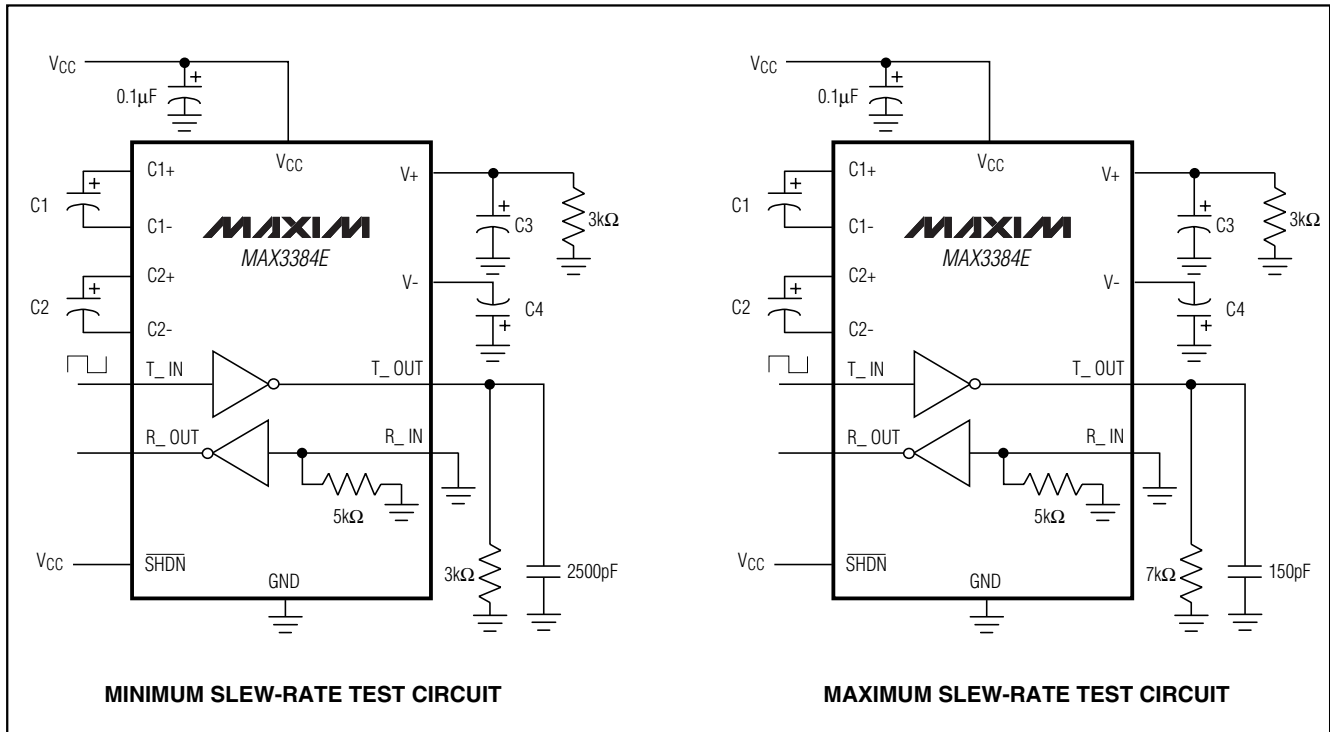 VCC
0.1µF
+
VCC
C1+
C1
+
C1-
V+
+
C3
3kΩ
MAXIM
MAX3384E
C2+
C2
+
C2-
V-
C4
+
T_ IN
T_ OUT
R_ OUT
R_ IN
5kΩ
VCC
SHDN
GND
3kΩ
2500pF
MINIMUM SLEW-RATE TEST CIRCUIT
VCC
0.1µF
+
VCC
C1+
C1
+
C1-
V+
+
C3
3kΩ
MAXIM
MAX3384E
C2+
C2
+
C2-
V-
C4
+
T_ IN
T_ OUT
R_ OUT
R_ IN
5kΩ
VCC
SHDN
GND
7kΩ
150pF
MAXIMUM SLEW-RATE TEST CIRCUIT